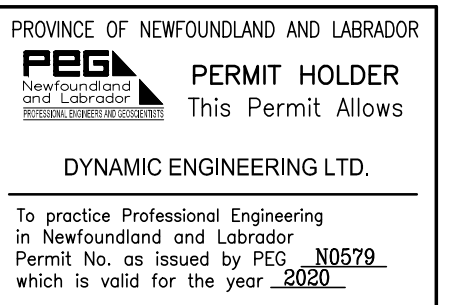 PROVINCE OF NEWFOUNDLAND AND LABRADOR
PEG
Newfoundland
and Labrador
PROFESSIONAL ENGINEERS AND GEOSCIENTISTS
PERMIT HOLDER
This Permit Allows
DYNAMIC ENGINEERING LTD.
To practice Professional Engineering
in Newfoundland and Labrador
Permit No. as issued by PEG N0579
which is valid for the year 2020